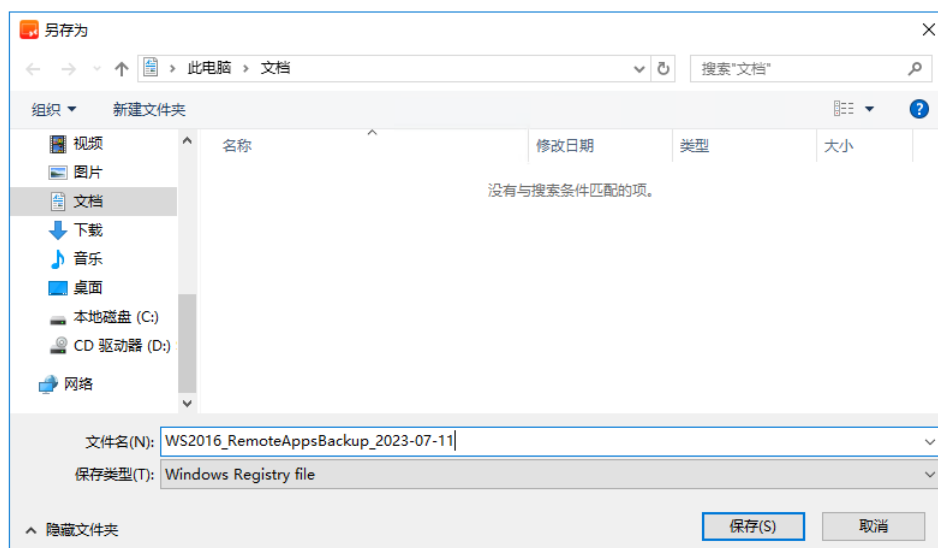 另存为
此电脑 › 文档
搜索"文档"
组织
新建文件夹
视频
图片
文档
下载
音乐
桌面
本地磁盘 (C:)
CD 驱动器 (D:)
网络
名称 修改日期 类型 大小
没有与搜索条件匹配的项。
文件名(N): WS2016_RemoteAppsBackup_2023-07-11
保存类型(T): Windows Registry file
隐藏文件夹
保存(S) 取消